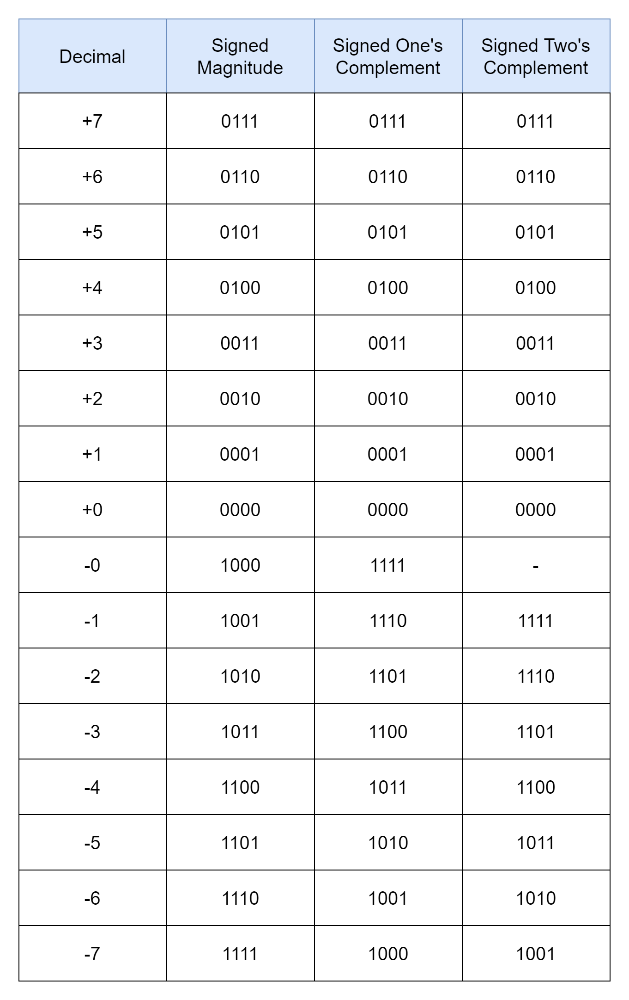 Decimal
Signed
Magnitude
Signed One's
Complement
Signed Two's
Complement
+7 0111 0111 0111
+6 0110 0110 0110
+5 0101 0101 0101
+4 0100 0100 0100
+3 0011 0011 0011
+2 0010 0010 0010
+1 0001 0001 0001
+0 0000 0000 0000
-0 1000 1111 -
-1 1001 1110 1111
-2 1010 1101 1110
-3 1011 1100 1101
-4 1100 1011 1100
-5 1101 1010 1011
-6 1110 1001 1010
-7 1111 1000 1001